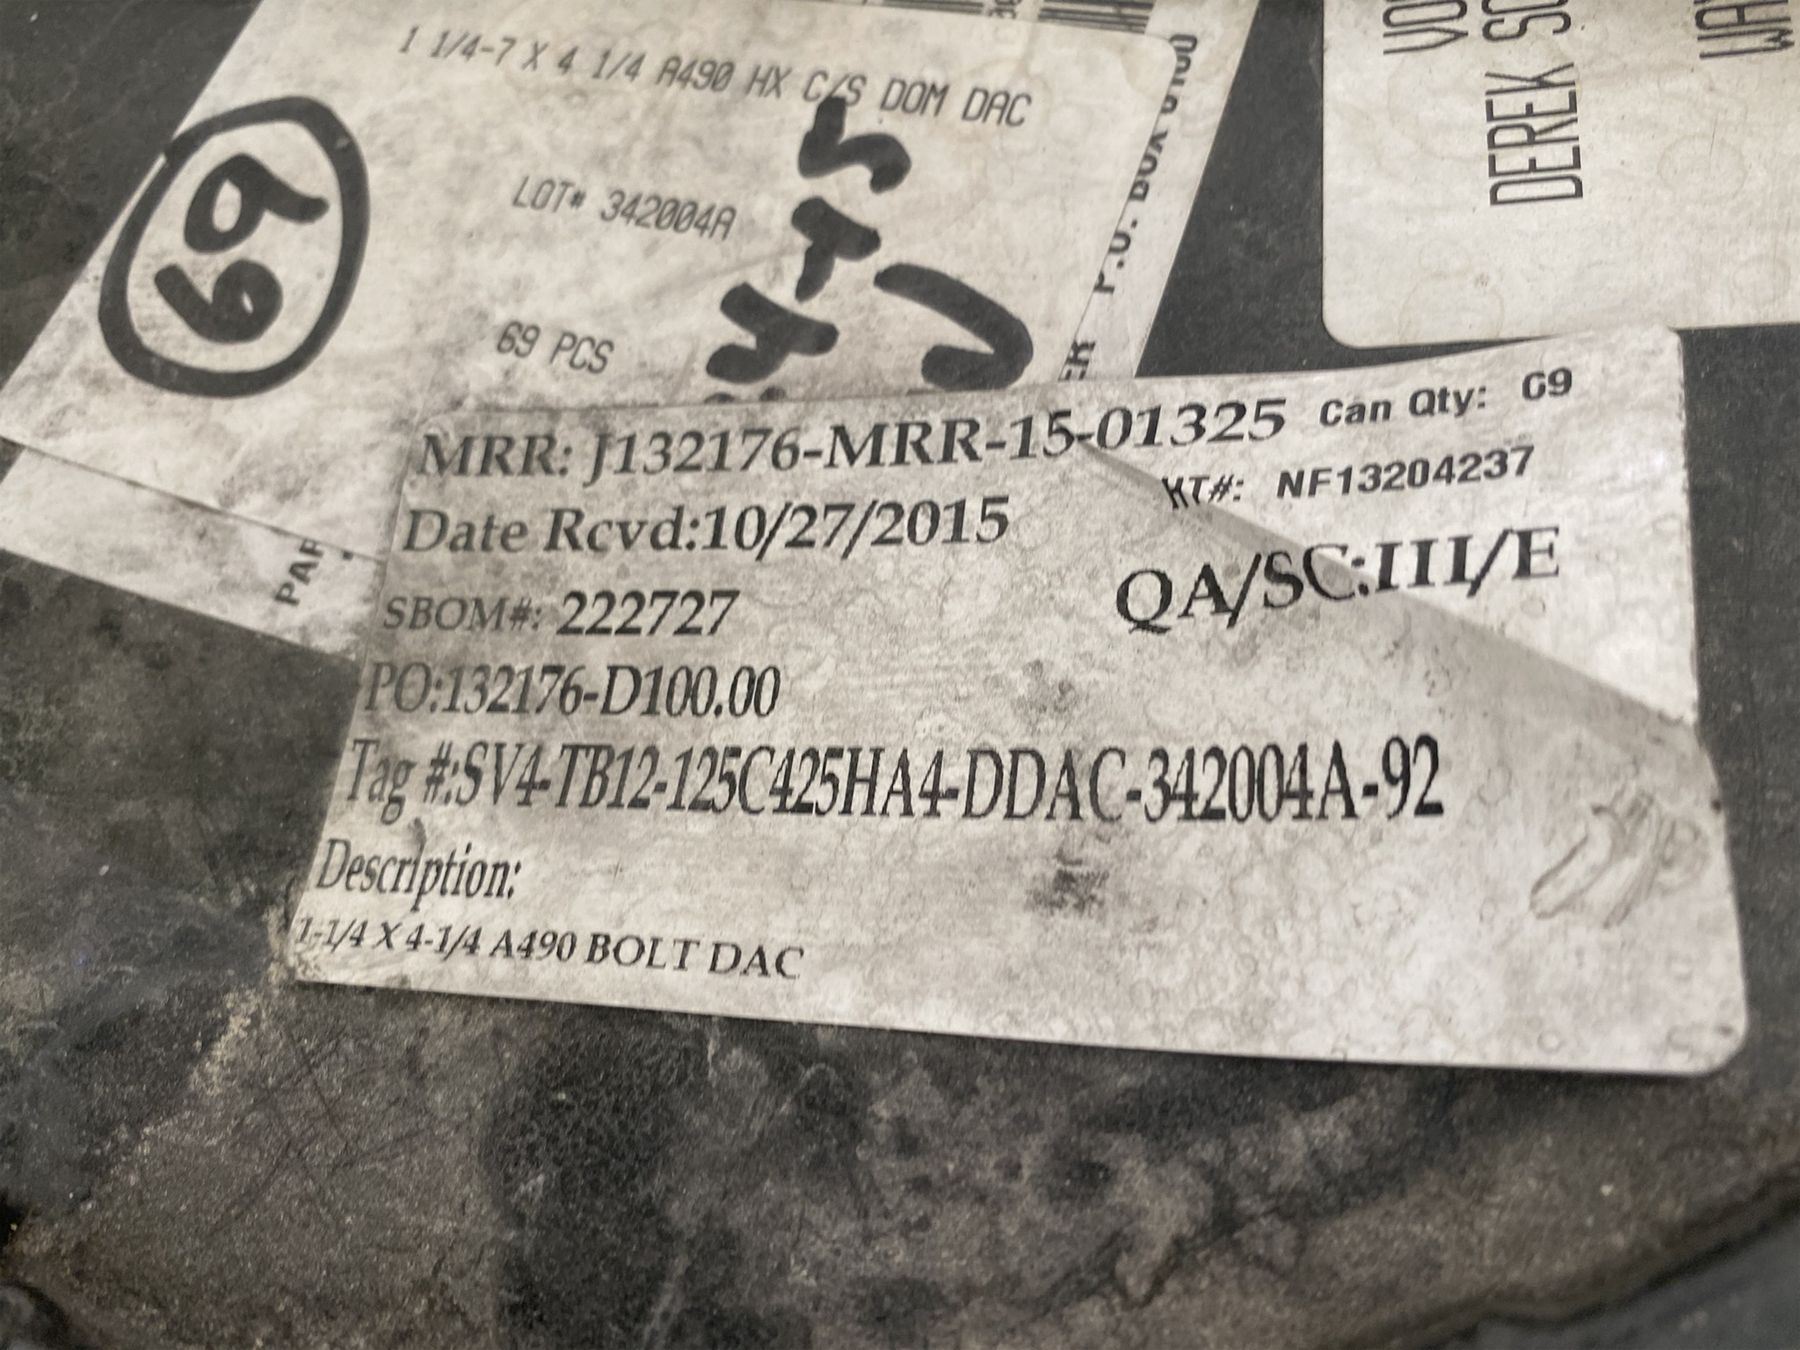 1 1/4-7 X 4 1/4 A490 HX C/S DOM DAC
LOT# 342004A
69 PCS
69
P.O. BOX
DEREK
MRR: J132176-MRR-15-01325 Can Qty: G9
HT#: NF13204237
Date Rcvd:10/27/2015
QA/SC:III/E
SBOM#: 222727
PO:132176-D100.00
Tag #:SV4-TB12-125C425HA4-DDAC-342004A-92
Description:
1-1/4 X 4-1/4 A490 BOLT DAC